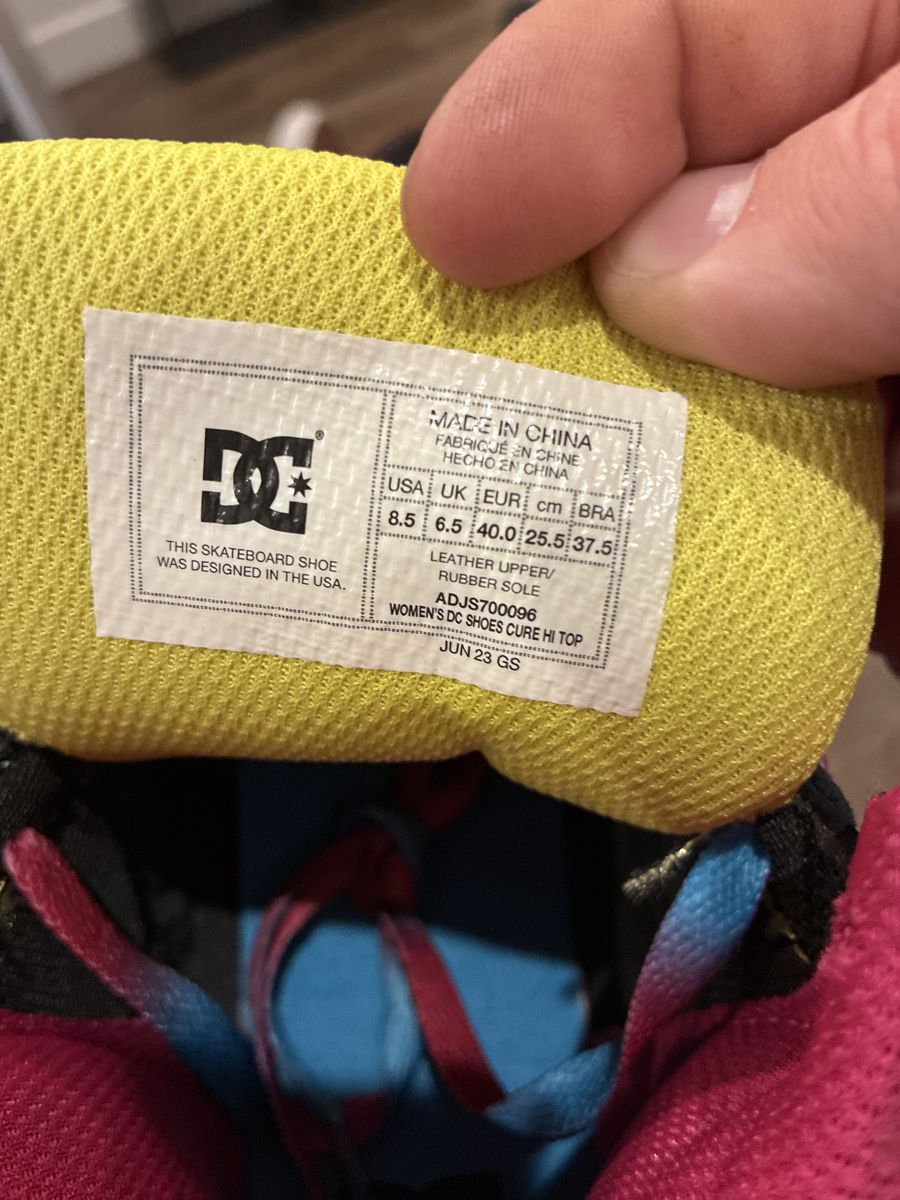 DC®
THIS SKATEBOARD SHOE
WAS DESIGNED IN THE USA.
MADE IN CHINA
FABRIQUÉ EN CHINE
HECHO EN CHINA
USA UK EUR cm BRA
8.5 6.5 40.0 25.5 37.5
LEATHER UPPER/
RUBBER SOLE
ADJS700096
WOMEN'S DC SHOES CURE HI TOP
JUN 23 GS